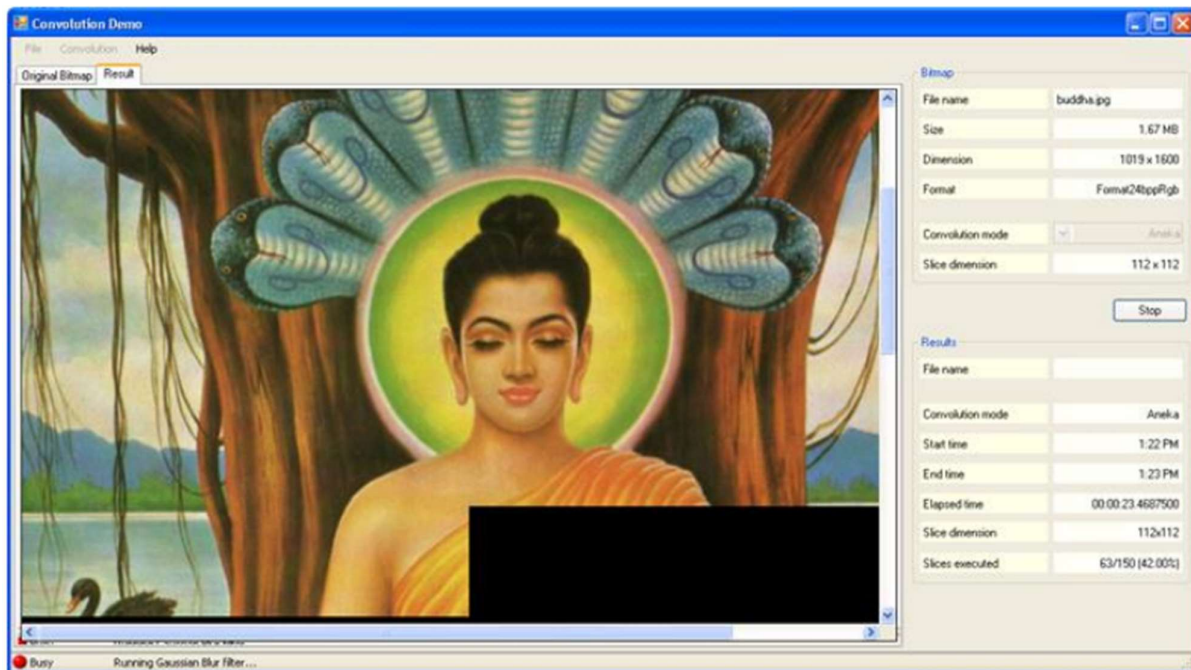 Convolution Demo
File Convolution Help
Original Bitmap Result
Bitmap
File name buddha.jpg
Size 1.67 MB
Dimension 1019 x 1600
Format Format24bppRgb
Convolution mode Aneka
Slice dimension 112 x 112
Stop
Results
File name
Convolution mode Aneka
Start time 1:22 PM
End time 1:23 PM
Elapsed time 00:00:23.4687500
Slice dimension 112x112
Slices executed 63/150 (42.00%)
Busy Running Gaussian Blur filter...